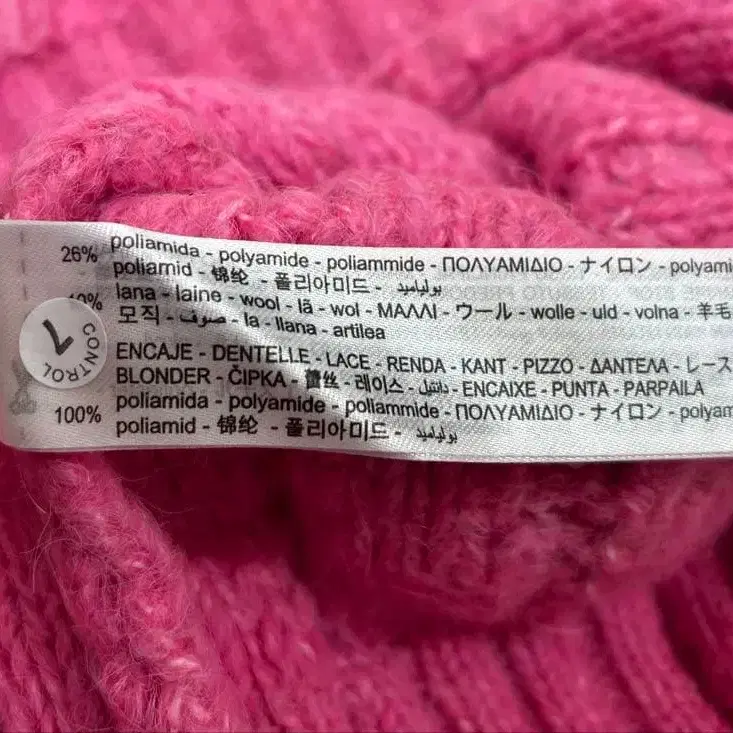 26% poliamida - polyamide - poliammide - ΠΟΛΥΑΜΙΔΙΟ - ナイロン - polyami
poliamid - 锦纶 - 폴리아미드 - بوليאميد
10% lana - laine - wool - lã - wol - ΜΑΛΛΙ - ウール - wolle - uld - volna - 羊毛
모직 - صوف - la - llana - artilea
ENCAJE - DENTELLE - LACE - RENDA - KANT - PIZZO - ΔΑΝΤΕΛΑ - レース
BLONDER - ČIPKA - 蕾丝 - 레이스 - دانتيل - ENCAIXE - PUNTA - PARPAILA
100% poliamida - polyamide - poliammide - ΠΟΛΥΑΜΙΔΙΟ - ナイロン - polyam
poliamid - 锦纶 - 폴리아미드 - بولياميد
1
CONTROL